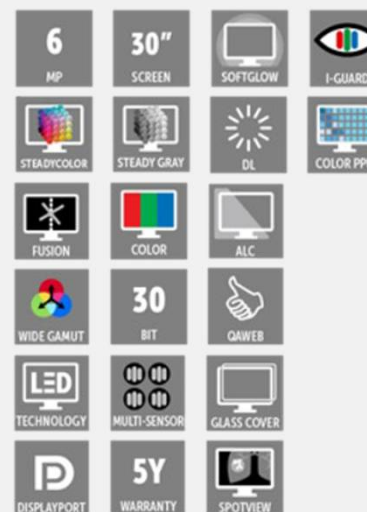 6
MP
30"
SCREEN
SOFTGLOW
I-GUARD
STEADYCOLOR
STEADY GRAY
DL
COLOR PP
FUSION
COLOR
ALC
WIDE GAMUT
30
BIT
QAWEB
LED
TECHNOLOGY
MULTI-SENSOR
GLASS COVER
DISPLAYPORT
5Y
WARRANTY
SPOTVIEW